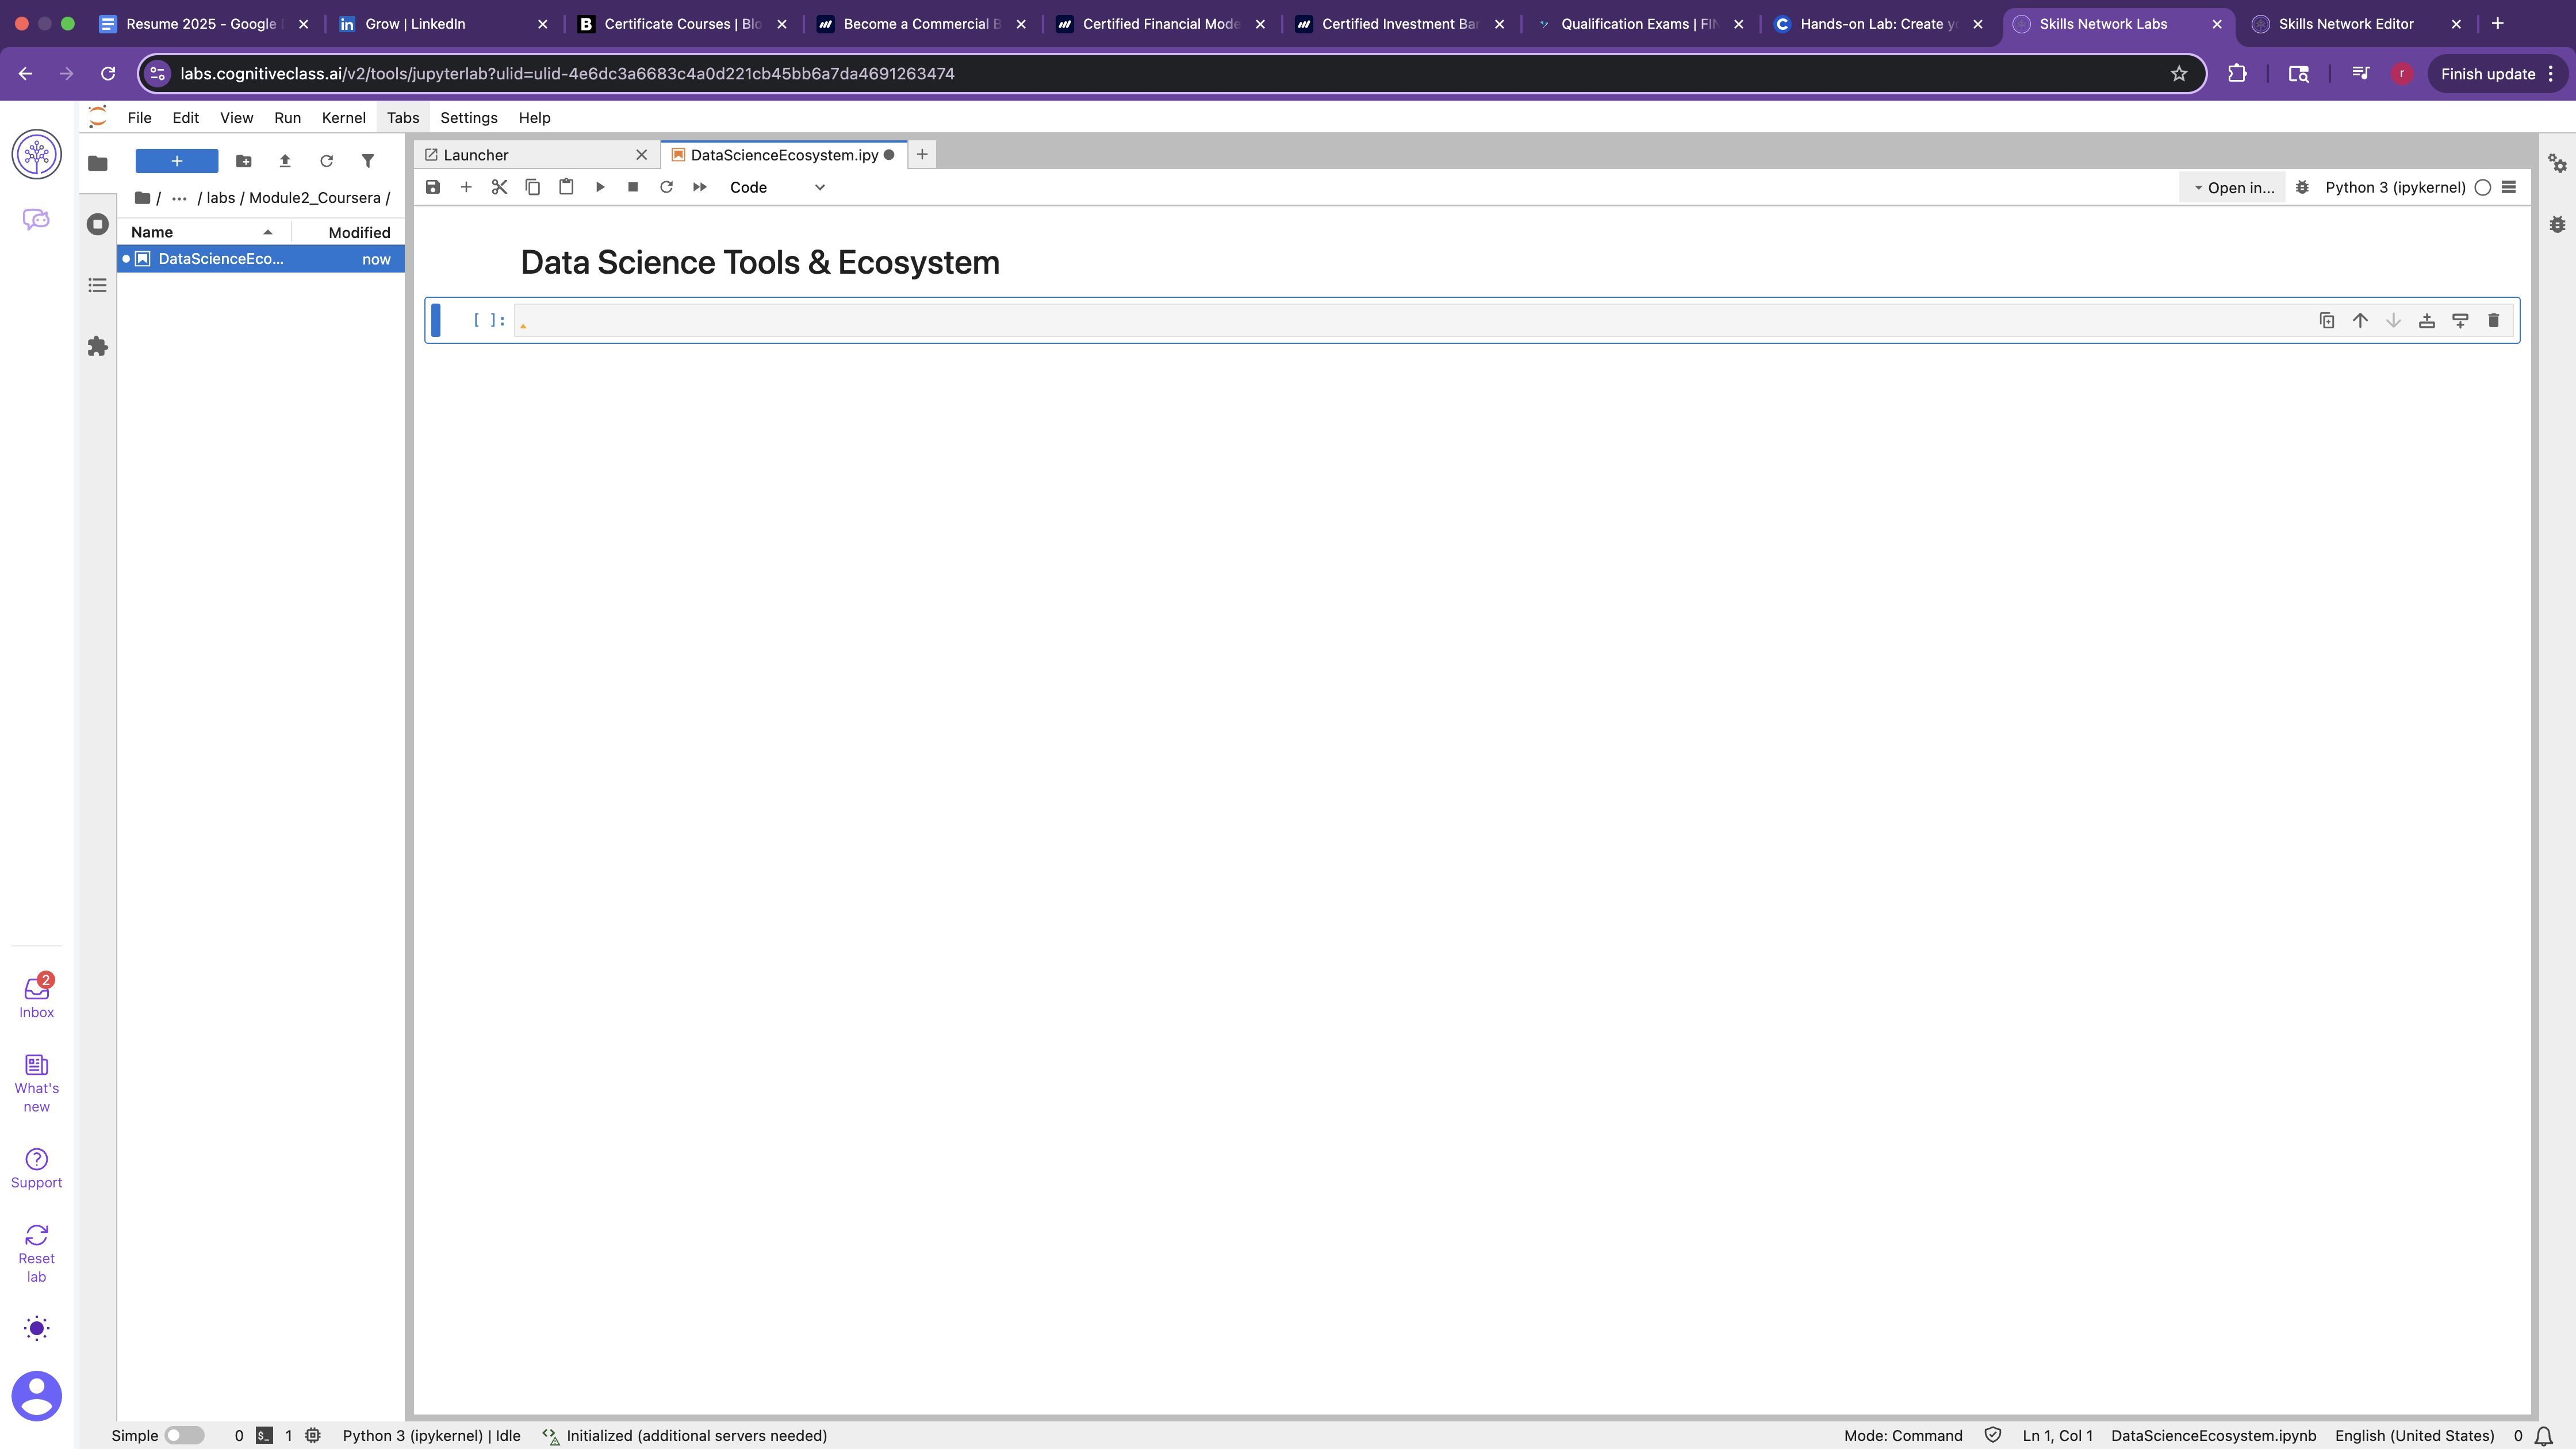 Resume 2025 - Google
Grow | LinkedIn
Certificate Courses | Blo
Become a Commercial B
Certified Financial Mode
Certified Investment Ban
Qualification Exams | FIN
Hands-on Lab: Create yo
Skills Network Labs
Skills Network Editor
labs.cognitiveclass.ai/v2/tools/jupyterlab?ulid=ulid-4e6dc3a6683c4a0d221cb45bb6a7da4691263474
r
Finish update
File Edit View Run Kernel Tabs Settings Help
Launcher
DataScienceEcosystem.ipy
/ ... / labs / Module2_Coursera /
Code
Open in...
Python 3 (ipykernel)
Name Modified
DataScienceEco... now
Data Science Tools & Ecosystem
[ ]:
2
Inbox
What's
new
Support
Reset
lab
Simple
0
$_
1
Python 3 (ipykernel) | Idle
Initialized (additional servers needed)
Mode: Command
Ln 1, Col 1
DataScienceEcosystem.ipynb
English (United States)
0